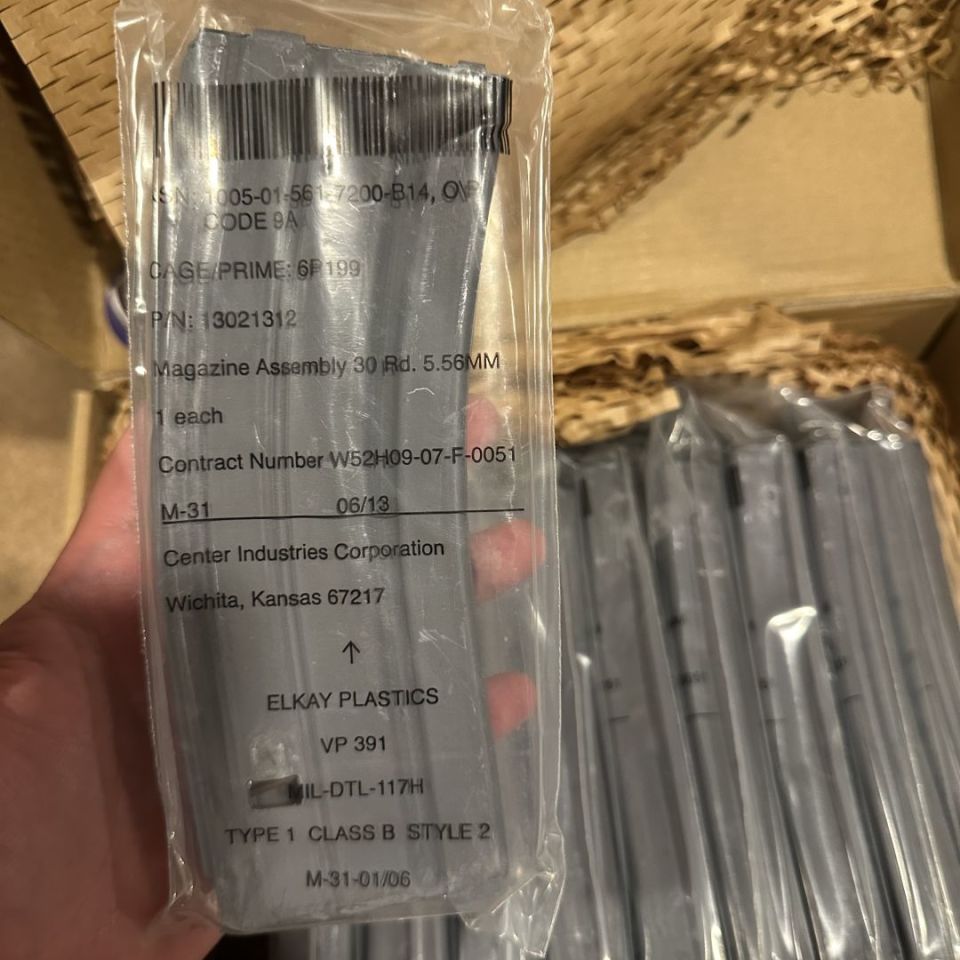 NSN: 1005-01-561-7200-B14, O\P
CODE 9A
CAGE/PRIME: 6P199
P/N: 13021312
Magazine Assembly 30 Rd. 5.56MM
1 each
Contract Number W52H09-07-F-0051
M-31 06/13
Center Industries Corporation
Wichita, Kansas 67217
↑
ELKAY PLASTICS
VP 391
MIL-DTL-117H
TYPE 1 CLASS B STYLE 2
M-31-01/06